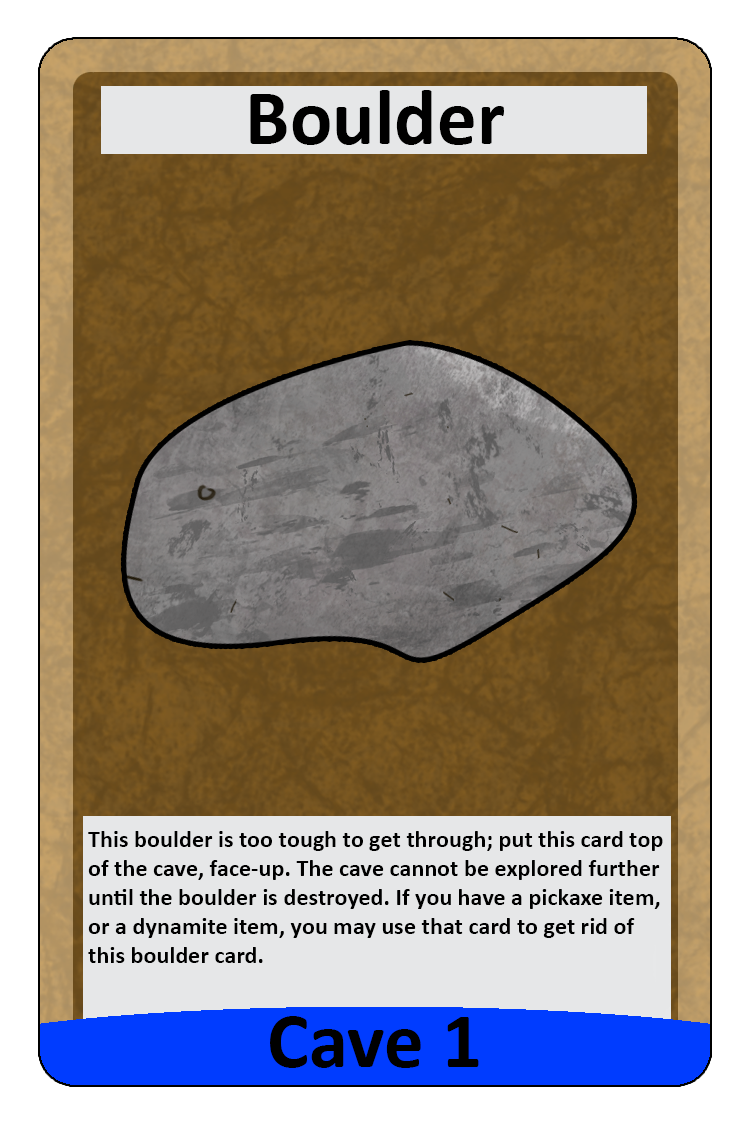 Boulder
This boulder is too tough to get through; put this card top
of the cave, face-up. The cave cannot be explored further
until the boulder is destroyed. If you have a pickaxe item,
or a dynamite item, you may use that card to get rid of
this boulder card.
Cave 1